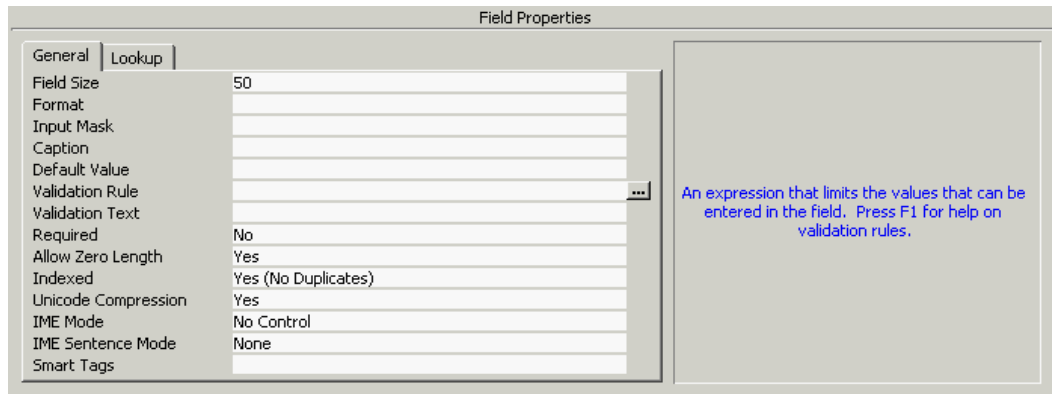 Field Properties
General Lookup
Field Size 50
Format
Input Mask
Caption
Default Value
Validation Rule ...
Validation Text
Required No
Allow Zero Length Yes
Indexed Yes (No Duplicates)
Unicode Compression Yes
IME Mode No Control
IME Sentence Mode None
Smart Tags
An expression that limits the values that can be
entered in the field. Press F1 for help on
validation rules.